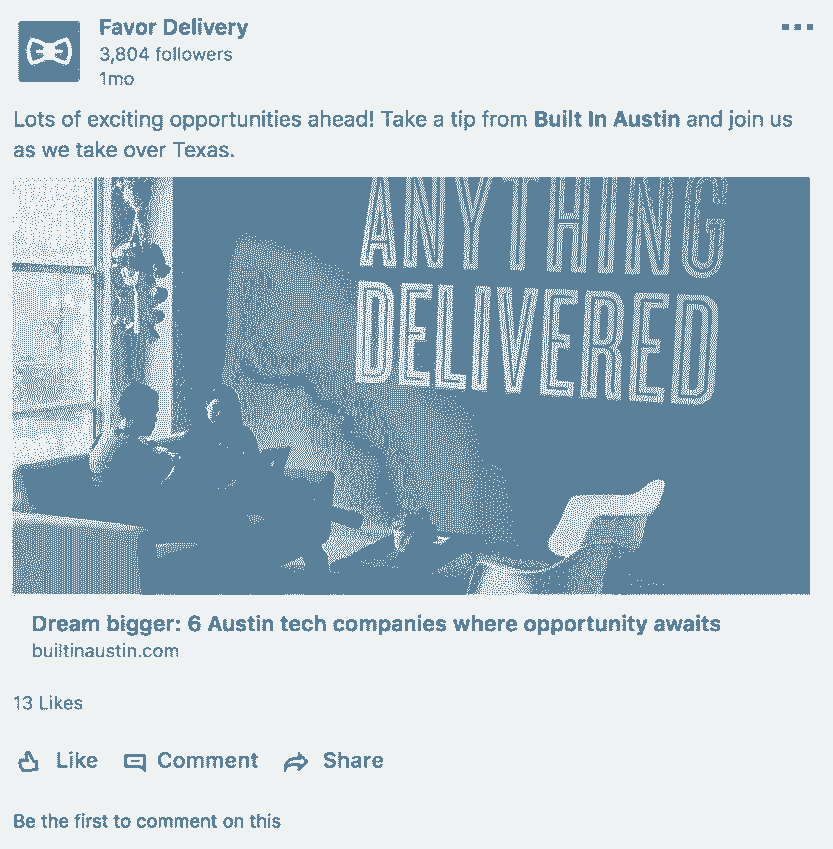 Favor Delivery
3,804 followers
1mo
Lots of exciting opportunities ahead! Take a tip from Built In Austin and join us
as we take over Texas.
ANYTHING
DELIVERED
Dream bigger: 6 Austin tech companies where opportunity awaits
builtinaustin.com
13 Likes
Like Comment Share
Be the first to comment on this